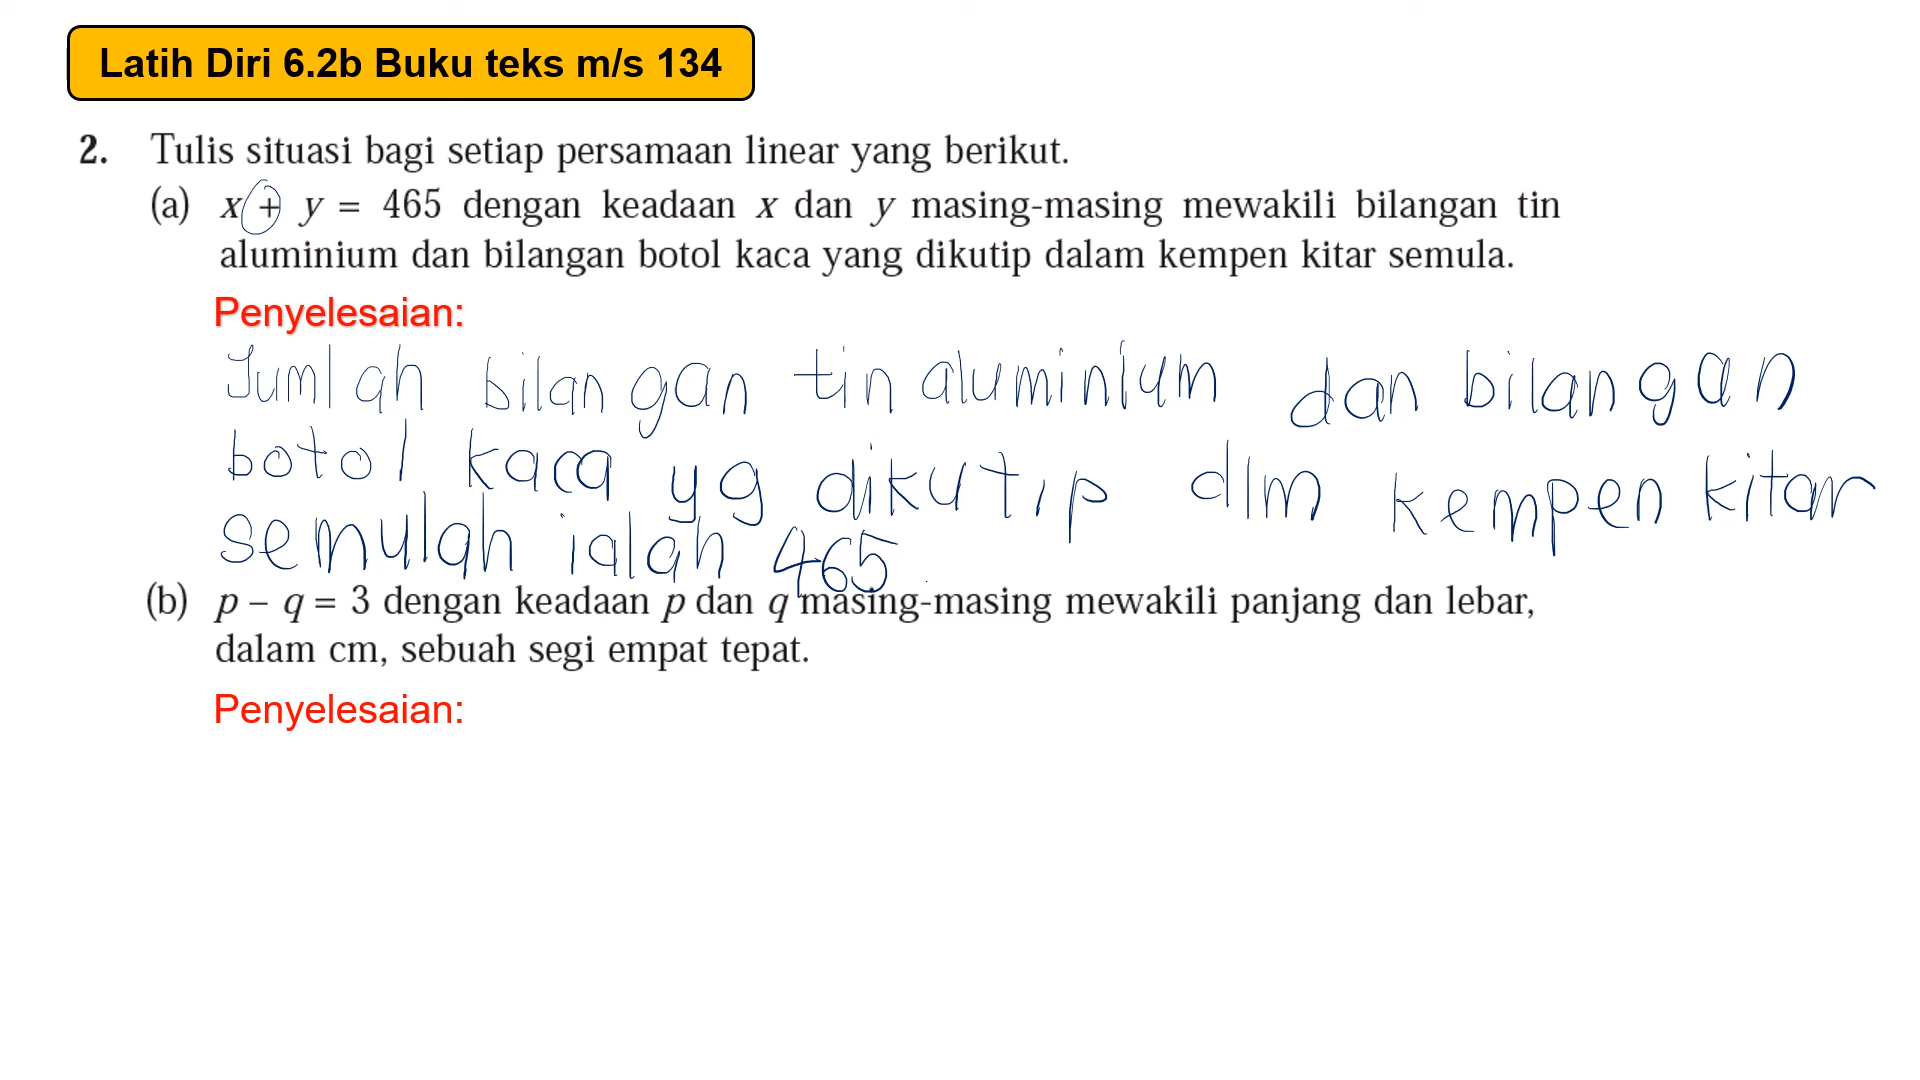 Latih Diri 6.2b Buku teks m/s 134
2. Tulis situasi bagi setiap persamaan linear yang berikut.
(a) x + y = 465 dengan keadaan x dan y masing-masing mewakili bilangan tin
aluminium dan bilangan botol kaca yang dikutip dalam kempen kitar semula.
Penyelesaian:
Jumlah bilangan tin aluminium dan bilangan
botol kaca yg dikutip dlm kempen kitar
semulah ialah 465
(b) p – q = 3 dengan keadaan p dan q masing-masing mewakili panjang dan lebar,
dalam cm, sebuah segi empat tepat.
Penyelesaian: